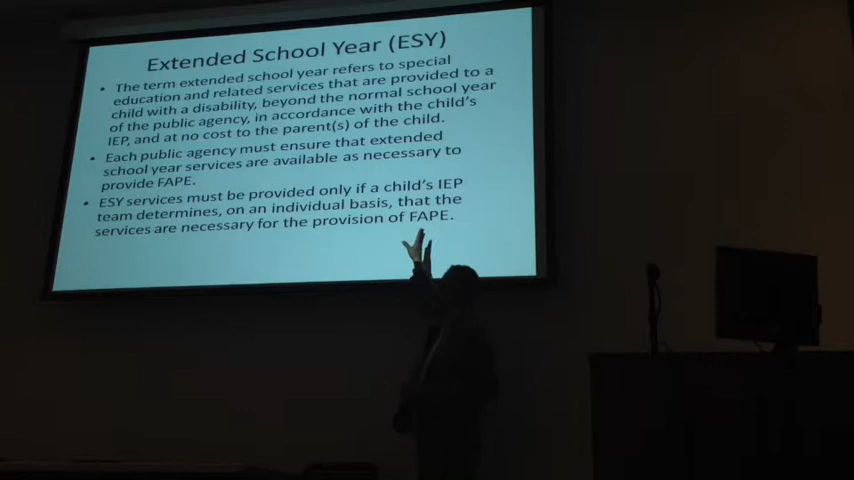 Extended School Year (ESY)
• The term extended school year refers to special
education and related services that are provided to a
child with a disability, beyond the normal school year
of the public agency, in accordance with the child's
IEP, and at no cost to the parent(s) of the child.
• Each public agency must ensure that extended
school year services are available as necessary to
provide FAPE.
• ESY services must be provided only if a child's IEP
team determines, on an individual basis, that the
services are necessary for the provision of FAPE.